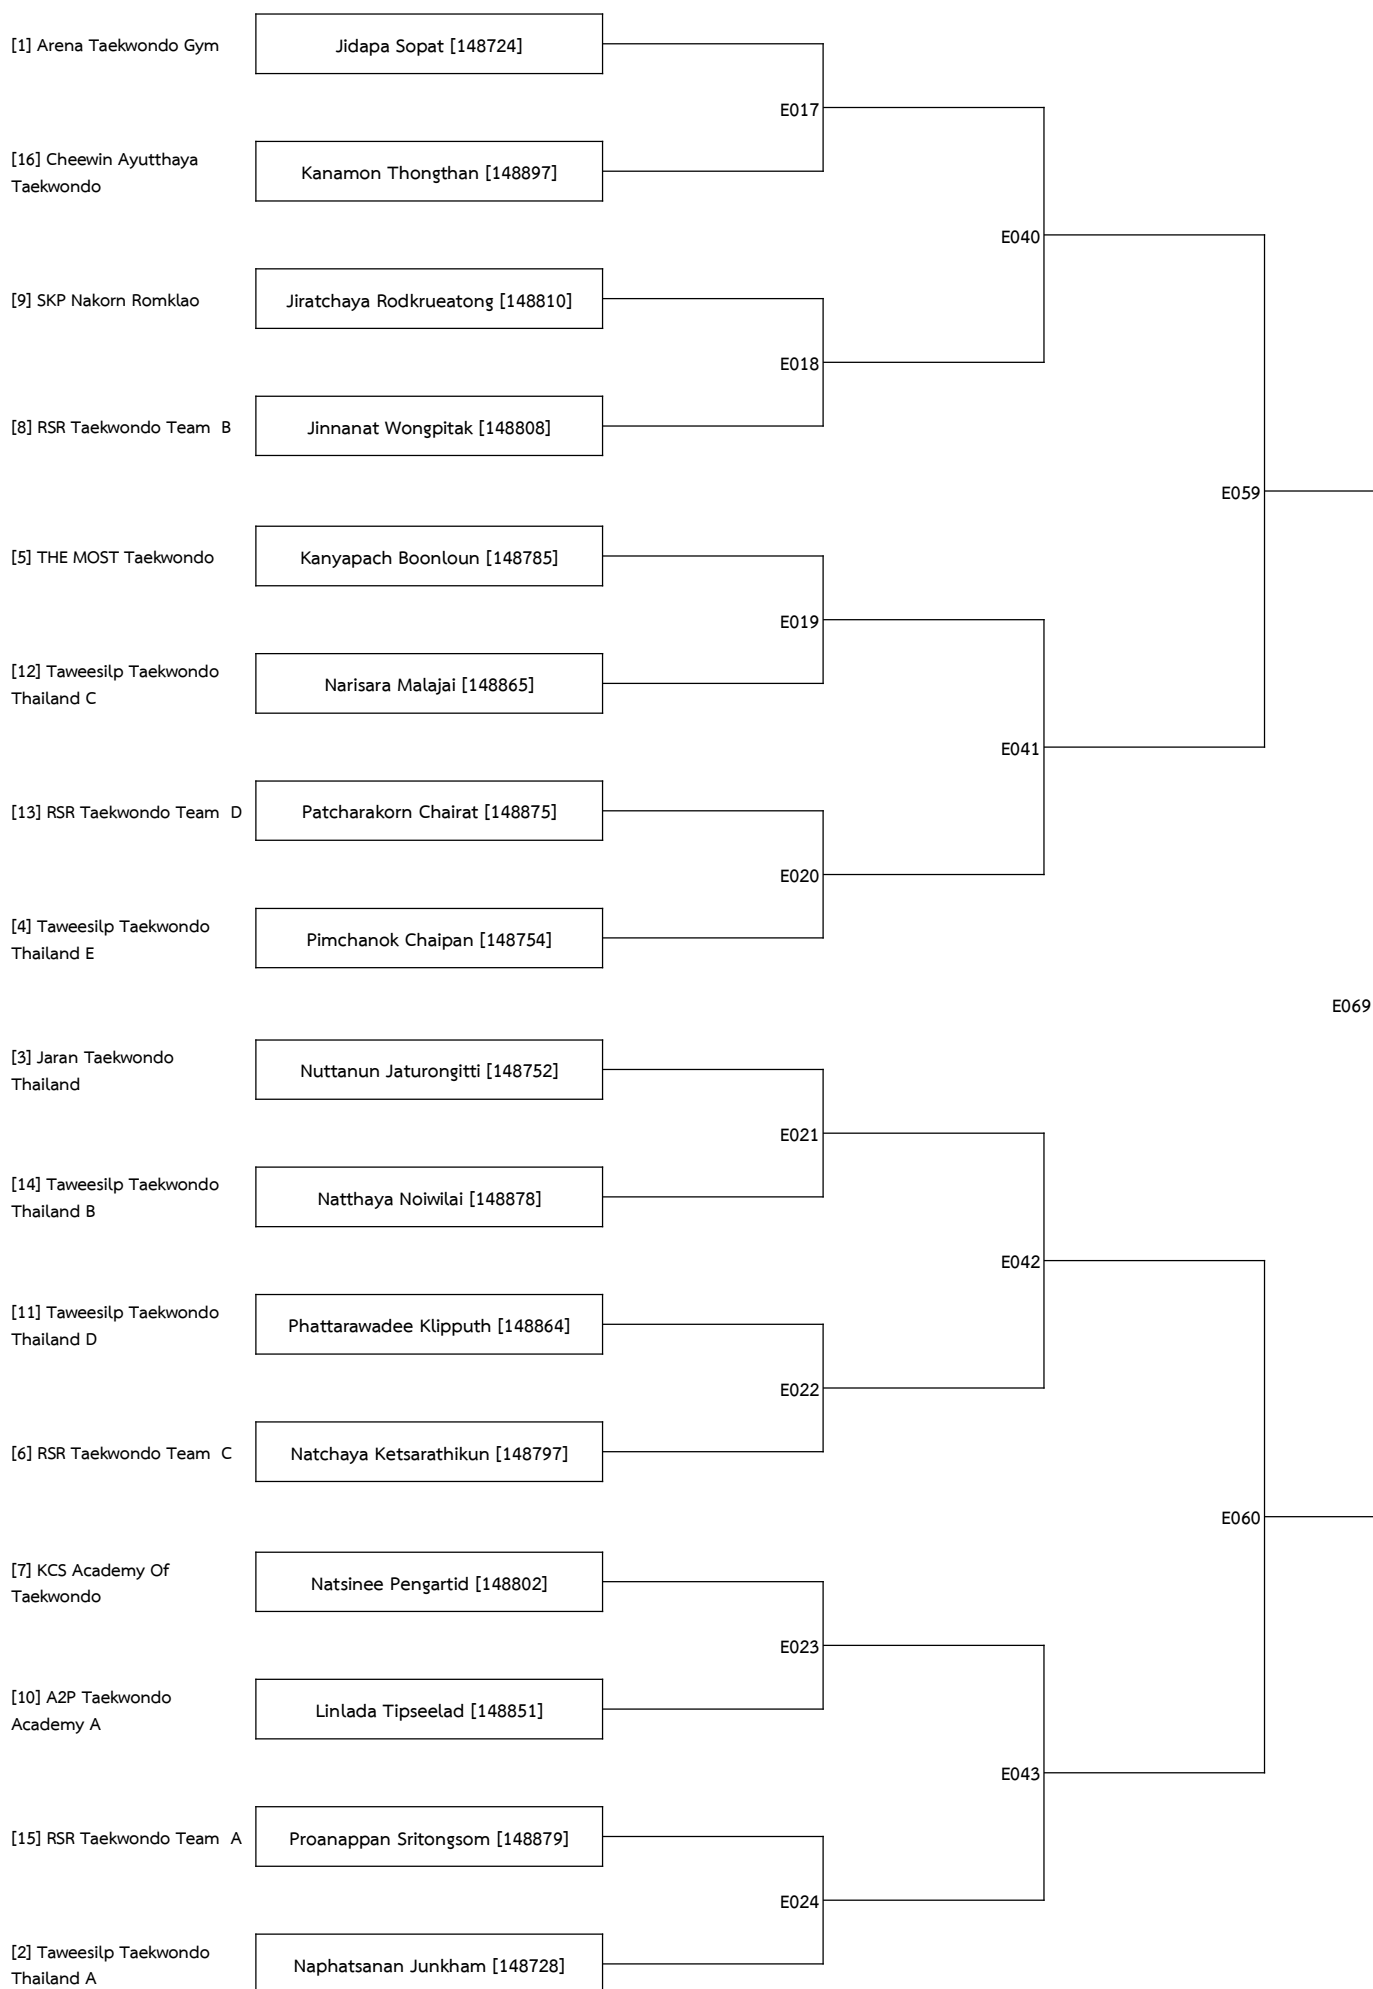 [1] Arena Taekwondo Gym
Jidapa Sopat [148724]
E017
[16] Cheewin Ayutthaya
Taekwondo
Kanamon Thongthan [148897]
E040
[9] SKP Nakorn Romklao
Jiratchaya Rodkrueatong [148810]
E018
[8] RSR Taekwondo Team  B
Jinnanat Wongpitak [148808]
E059
[5] THE MOST Taekwondo
Kanyapach Boonloun [148785]
E019
[12] Taweesilp Taekwondo
Thailand C
Narisara Malajai [148865]
E041
[13] RSR Taekwondo Team  D
Patcharakorn Chairat [148875]
E020
[4] Taweesilp Taekwondo
Thailand E
Pimchanok Chaipan [148754]
E069
[3] Jaran Taekwondo
Thailand
Nuttanun Jaturongitti [148752]
E021
[14] Taweesilp Taekwondo
Thailand B
Natthaya Noiwilai [148878]
E042
[11] Taweesilp Taekwondo
Thailand D
Phattarawadee Klipputh [148864]
E022
[6] RSR Taekwondo Team  C
Natchaya Ketsarathikun [148797]
E060
[7] KCS Academy Of
Taekwondo
Natsinee Pengartid [148802]
E023
[10] A2P Taekwondo
Academy A
Linlada Tipseelad [148851]
E043
[15] RSR Taekwondo Team  A
Proanappan Sritongsom [148879]
E024
[2] Taweesilp Taekwondo
Thailand A
Naphatsanan Junkham [148728]